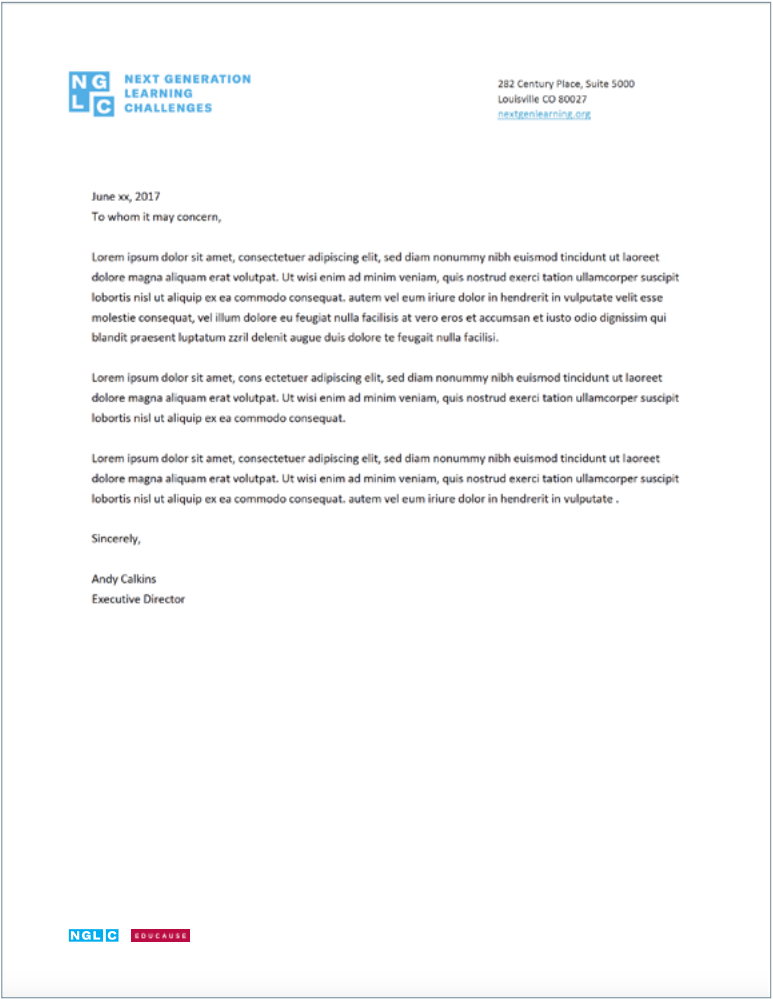 NG
LC
NEXT GENERATION
LEARNING
CHALLENGES
282 Century Place, Suite 5000
Louisville CO 80027
nextgenlearning.org
June xx, 2017
To whom it may concern,
Lorem ipsum dolor sit amet, consectetuer adipiscing elit, sed diam nonummy nibh euismod tincidunt ut laoreet
dolore magna aliquam erat volutpat. Ut wisi enim ad minim veniam, quis nostrud exerci tation ullamcorper suscipit
lobortis nisl ut aliquip ex ea commodo consequat. autem vel eum iriure dolor in hendrerit in vulputate velit esse
molestie consequat, vel illum dolore eu feugiat nulla facilisis at vero eros et accumsan et iusto odio dignissim qui
blandit praesent luptatum zzril delenit augue duis dolore te feugait nulla facilisi.
Lorem ipsum dolor sit amet, cons ectetuer adipiscing elit, sed diam nonummy nibh euismod tincidunt ut laoreet
dolore magna aliquam erat volutpat. Ut wisi enim ad minim veniam, quis nostrud exerci tation ullamcorper suscipit
lobortis nisl ut aliquip ex ea commodo consequat.
Lorem ipsum dolor sit amet, consectetuer adipiscing elit, sed diam nonummy nibh euismod tincidunt ut laoreet
dolore magna aliquam erat volutpat. Ut wisi enim ad minim veniam, quis nostrud exerci tation ullamcorper suscipit
lobortis nisl ut aliquip ex ea commodo consequat. autem vel eum iriure dolor in hendrerit in vulputate .
Sincerely,
Andy Calkins
Executive Director
NGLC EDUCAUSE